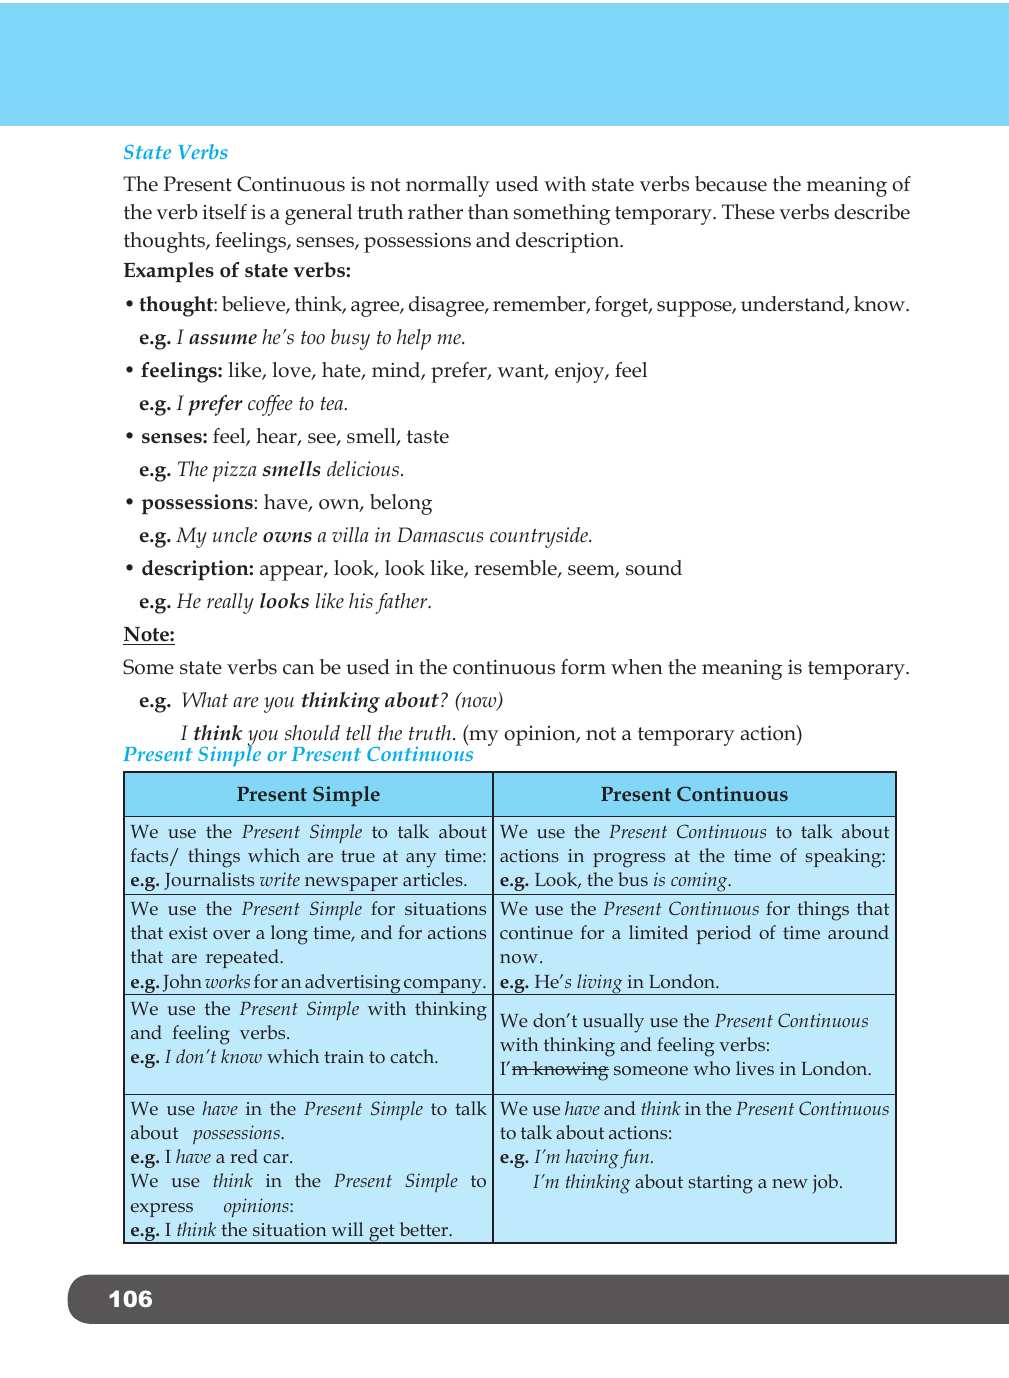 State Verbs
The Present Continuous is not normally used with state verbs because the meaning of
the verb itself is a general truth rather than something temporary. These verbs describe
thoughts, feelings, senses, possessions and description.
Examples of state verbs:
• thought: believe, think, agree, disagree, remember, forget, suppose, understand, know.
e.g. I assume he's too busy to help me.
• feelings: like, love, hate, mind, prefer, want, enjoy, feel
e.g. I prefer coffee to tea.
• senses: feel, hear, see, smell, taste
e.g. The pizza smells delicious.
• possessions: have, own, belong
e.g. My uncle owns a villa in Damascus countryside.
• description: appear, look, look like, resemble, seem, sound
e.g. He really looks like his father.
Note:
Some state verbs can be used in the continuous form when the meaning is temporary.
e.g. What are you thinking about? (now)
I think you should tell the truth. (my opinion, not a temporary action)
Present Simple or Present Continuous
Present Simple
Present Continuous
We use the Present Simple to talk about
facts/ things which are true at any time:
e.g. Journalists write newspaper articles.
We use the Present Continuous to talk about
actions in progress at the time of speaking:
e.g. Look, the bus is coming.
We use the Present Simple for situations
that exist over a long time, and for actions
that are repeated.
e.g. John works for an advertising company.
We use the Present Continuous for things that
continue for a limited period of time around
now.
e.g. He's living in London.
We use the Present Simple with thinking
and feeling verbs.
e.g. I don't know which train to catch.
We don't usually use the Present Continuous
with thinking and feeling verbs:
I'm knowing someone who lives in London.
We use have in the Present Simple to talk
about possessions.
e.g. I have a red car.
We use think in the Present Simple to
express opinions:
e.g. I think the situation will get better.
We use have and think in the Present Continuous
to talk about actions:
e.g. I'm having fun.
I'm thinking about starting a new job.
106